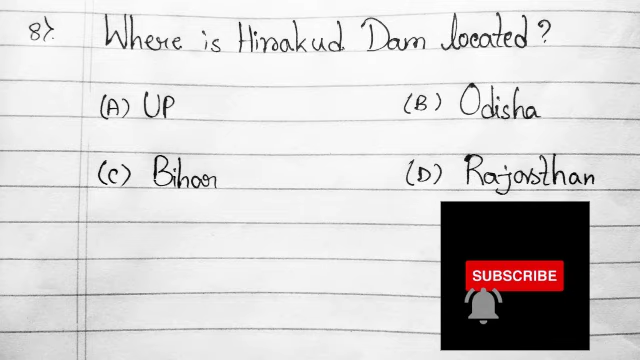 8). Where is Hirakud Dam located?
(A) UP (B) Odisha
(C) Bihar (D) Rajasthan
SUBSCRIBE